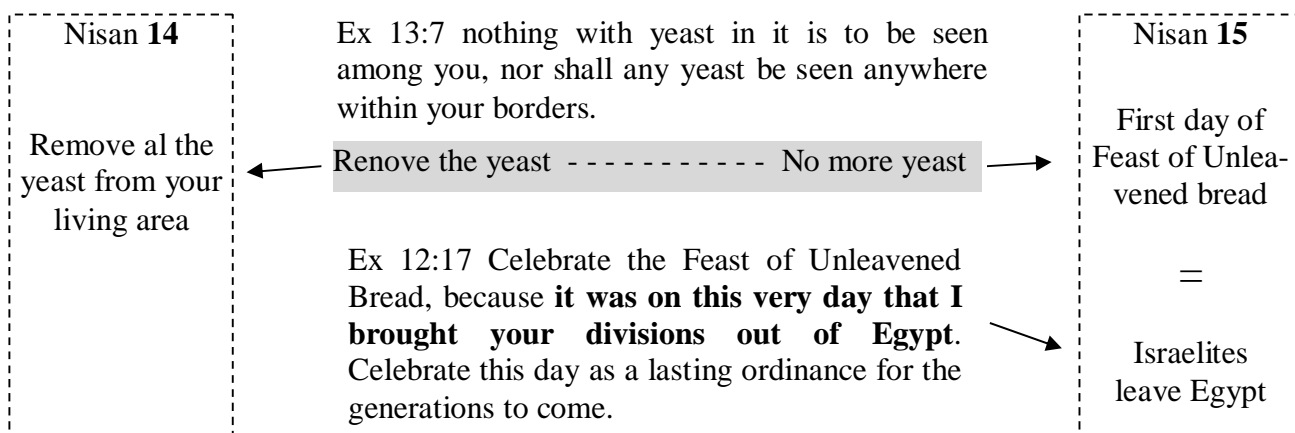 Nisan 14
Remove al the
yeast from your
living area
Ex 13:7 nothing with yeast in it is to be seen
among you, nor shall any yeast be seen anywhere
within your borders.
Renove the yeast - - - - - - - - - - - No more yeast
Ex 12:17 Celebrate the Feast of Unleavened
Bread, because it was on this very day that I
brought your divisions out of Egypt.
Celebrate this day as a lasting ordinance for the
generations to come.
Nisan 15
First day of
Feast of Unlea-
vened bread
=
Israelites
leave Egypt